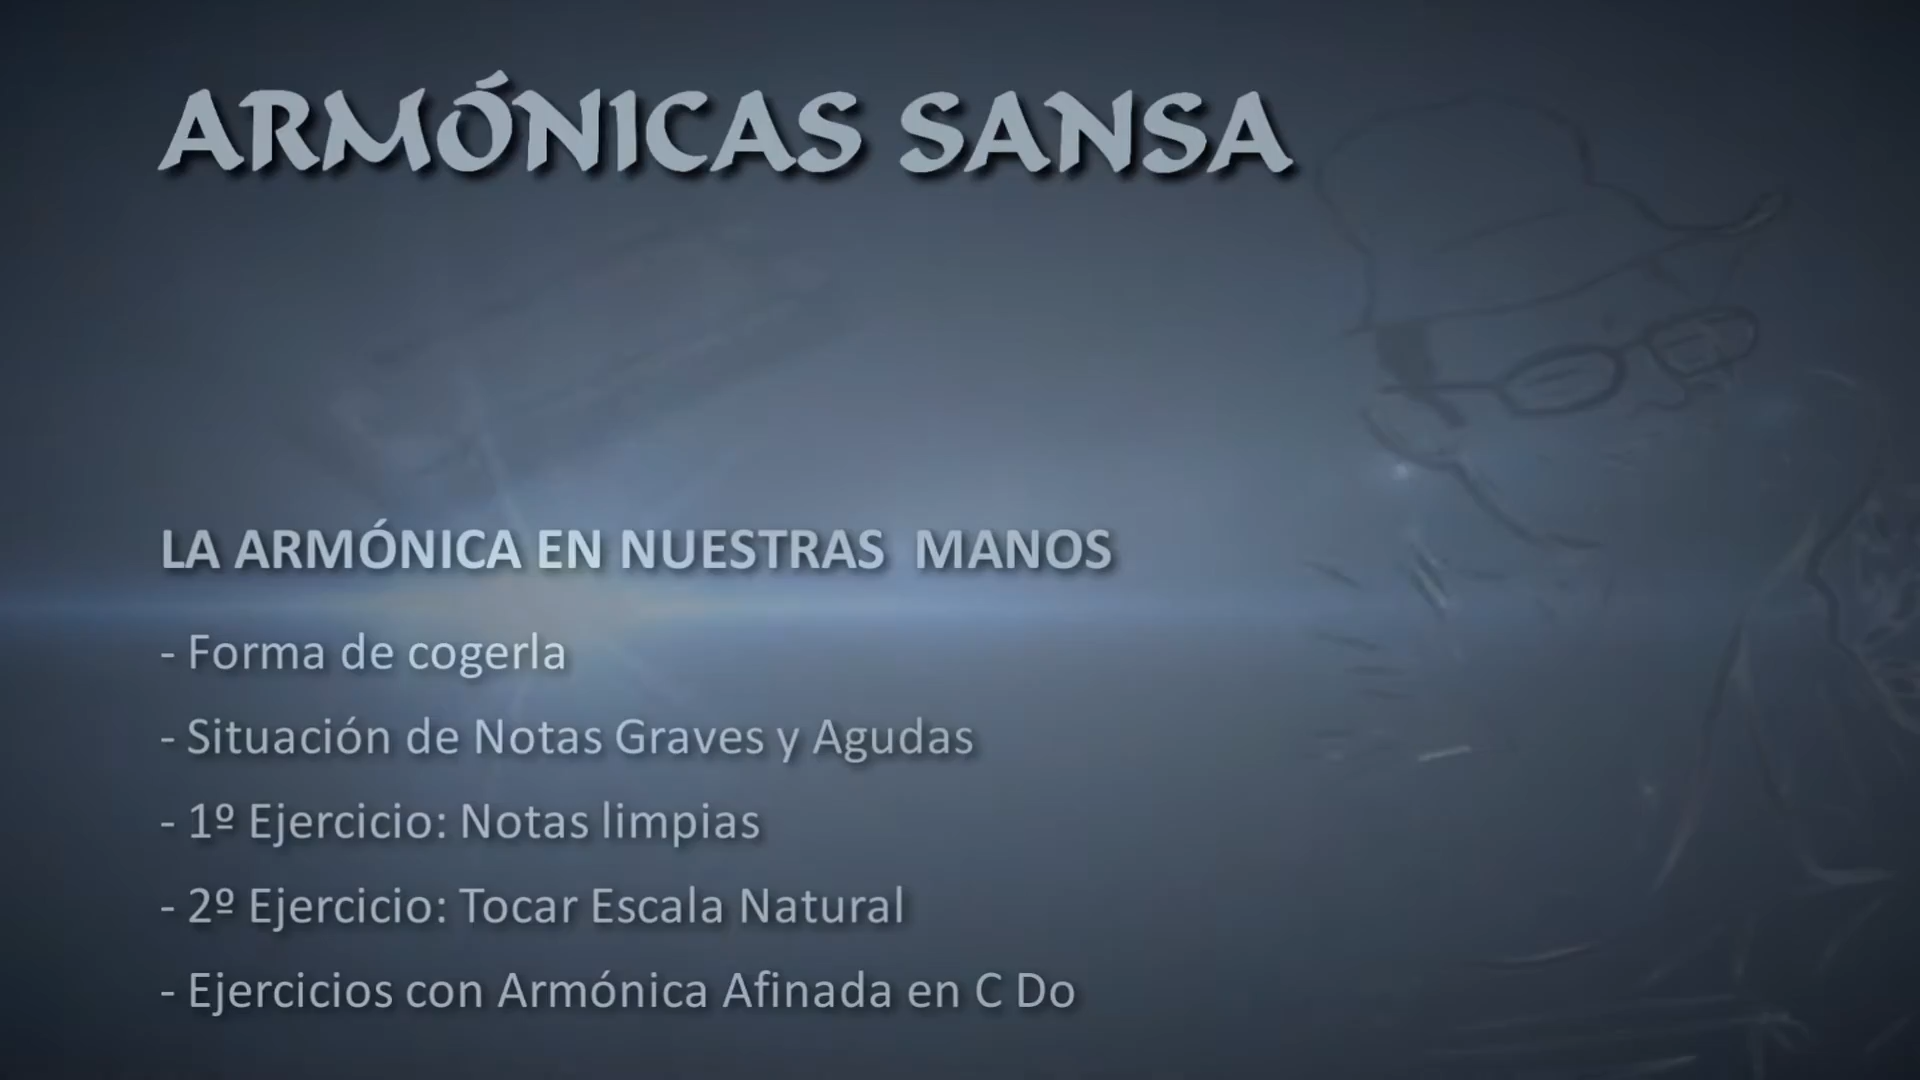 ARMÓNICAS SANSA
LA ARMÓNICA EN NUESTRAS MANOS
- Forma de cogerla
- Situación de Notas Graves y Agudas
- 1º Ejercicio: Notas limpias
- 2º Ejercicio: Tocar Escala Natural
- Ejercicios con Armónica Afinada en C Do